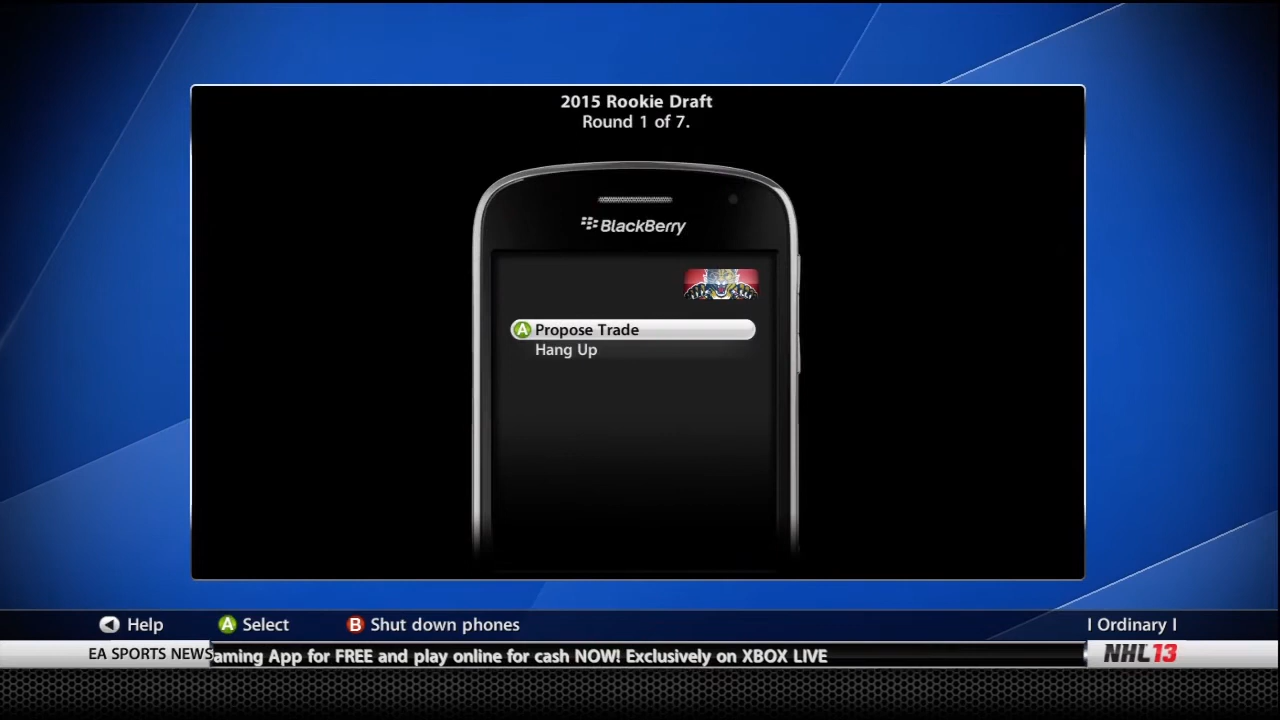 2015 Rookie Draft
Round 1 of 7.
BlackBerry
A Propose Trade
Hang Up
Help
A Select
B Shut down phones
I Ordinary I
EA SPORTS NEWS
aming App for FREE and play online for cash NOW! Exclusively on XBOX LIVE
NHL13